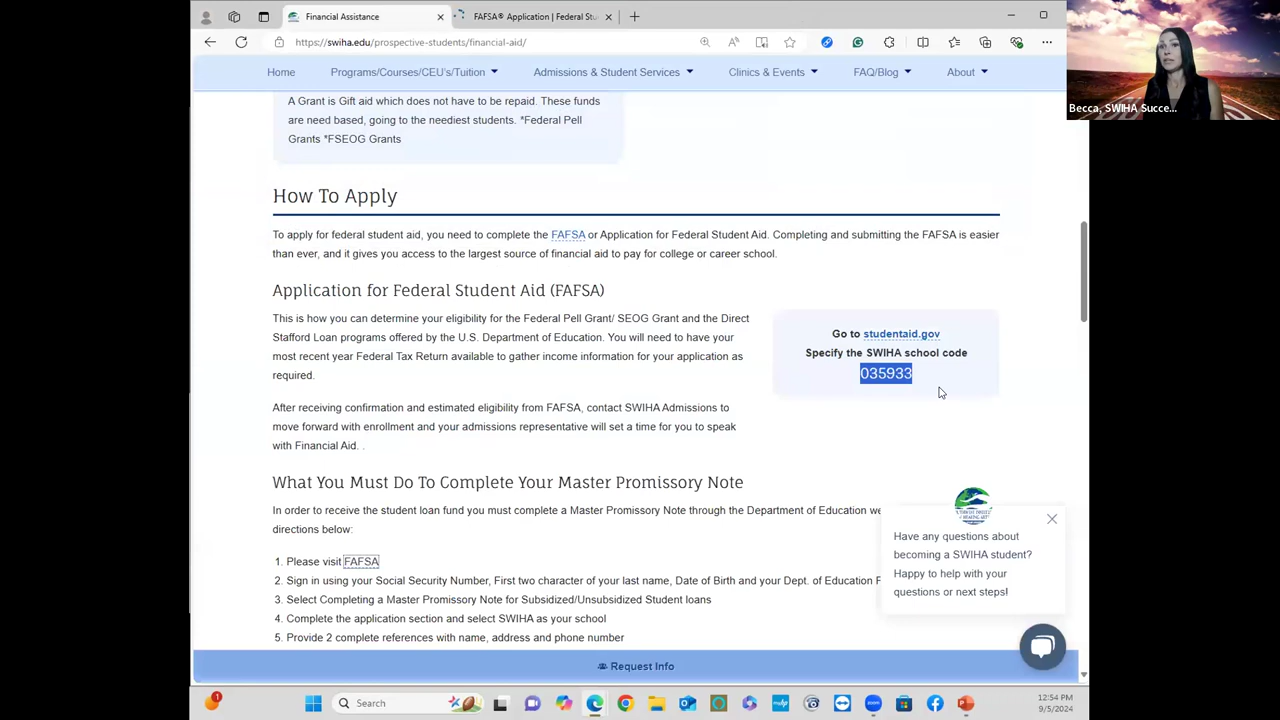 Financial Assistance
FAFSA® Application | Federal Stu
https://swiha.edu/prospective-students/financial-aid/
Becca, SWIHA Succe...
Home Programs/Courses/CEU's/Tuition Admissions & Student Services Clinics & Events FAQ/Blog About
A Grant is Gift aid which does not have to be repaid. These funds
are need based, going to the neediest students. *Federal Pell
Grants *FSEOG Grants
How To Apply
To apply for federal student aid, you need to complete the FAFSA or Application for Federal Student Aid. Completing and submitting the FAFSA is easier
than ever, and it gives you access to the largest source of financial aid to pay for college or career school.
Application for Federal Student Aid (FAFSA)
This is how you can determine your eligibility for the Federal Pell Grant/ SEOG Grant and the Direct
Stafford Loan programs offered by the U.S. Department of Education. You will need to have your
most recent year Federal Tax Return available to gather income information for your application as
required.
After receiving confirmation and estimated eligibility from FAFSA, contact SWIHA Admissions to
move forward with enrollment and your admissions representative will set a time for you to speak
with Financial Aid. .
Go to studentaid.gov
Specify the SWIHA school code
035933
What You Must Do To Complete Your Master Promissory Note
In order to receive the student loan fund you must complete a Master Promissory Note through the Department of Education we
directions below:
1. Please visit FAFSA
2. Sign in using your Social Security Number, First two character of your last name, Date of Birth and your Dept. of Education F
3. Select Completing a Master Promissory Note for Subsidized/Unsubsidized Student loans
4. Complete the application section and select SWIHA as your school
5. Provide 2 complete references with name, address and phone number
Have any questions about
becoming a SWIHA student?
Happy to help with your
questions or next steps!
Request Info
1
Search
12:54 PM
9/5/2024